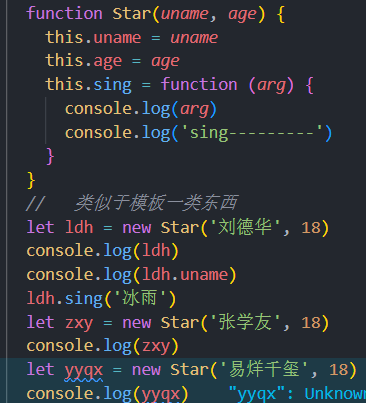 function Star(uname, age) {
this.uname = uname
this.age = age
this.sing = function (arg) {
console.log(arg)
console.log('sing---------')
}
}
// 类似于模板一类东西
let ldh = new Star('刘德华', 18)
console.log(ldh)
console.log(ldh.uname)
ldh.sing('冰雨')
let zxy = new Star('张学友', 18)
console.log(zxy)
let yyqx = new Star('易烊千玺', 18)
console.log(yyqx) "yyqx": Unknown